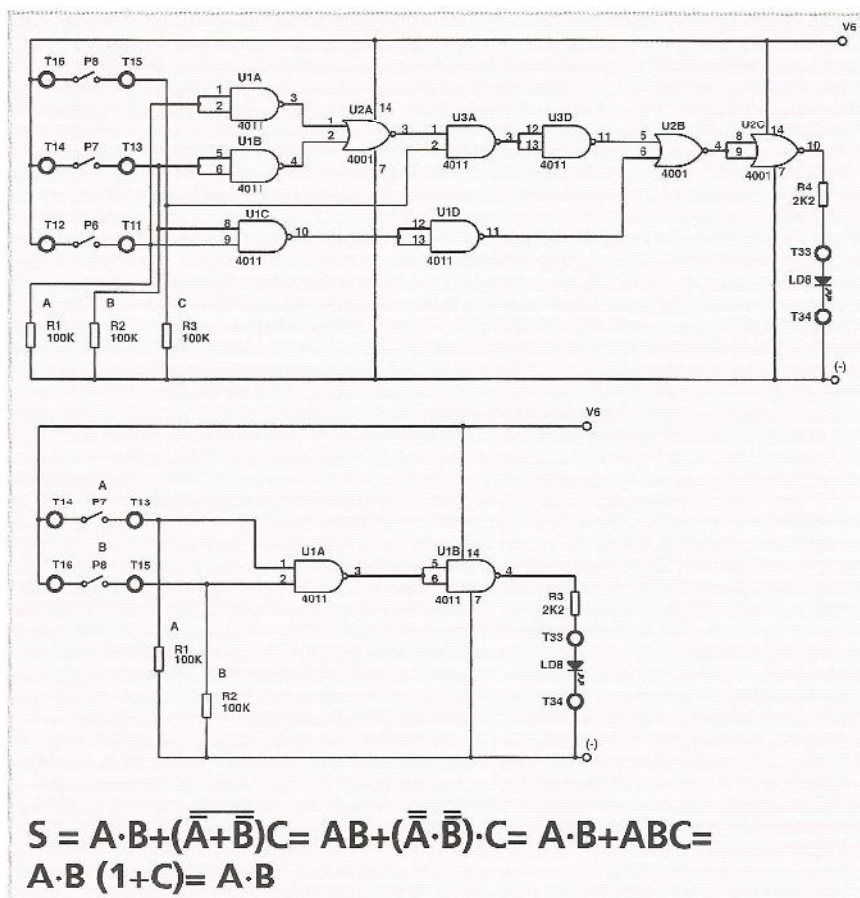 V6
T16 P8 T15
U1A
1
2
3
4011
U2A
14
1
2
3
4001
7
U1B
5
6
4
4011
U3A
1
2
3
4011
U3D
12
13
11
4011
U2B
5
6
4
4001
U2C
14
8
9
10
4001
7
T14 P7 T13
T12 P6 T11
U1C
8
9
10
4011
U1D
12
13
11
4011
R4
2K2
T33
LD8
T34
A B C
R1
100K
R2
100K
R3
100K
(-)
V6
A
T14 P7 T13
B
T16 P8 T15
U1A
1
2
3
4011
U1B
14
5
6
4
4011
7
R3
2K2
T33
LD8
T34
A
R1
100K
B
R2
100K
(-)
S = A·B+(A̿+B̿)C= AB+(A̿·B̿)·C= A·B+ABC=
A·B (1+C)= A·B